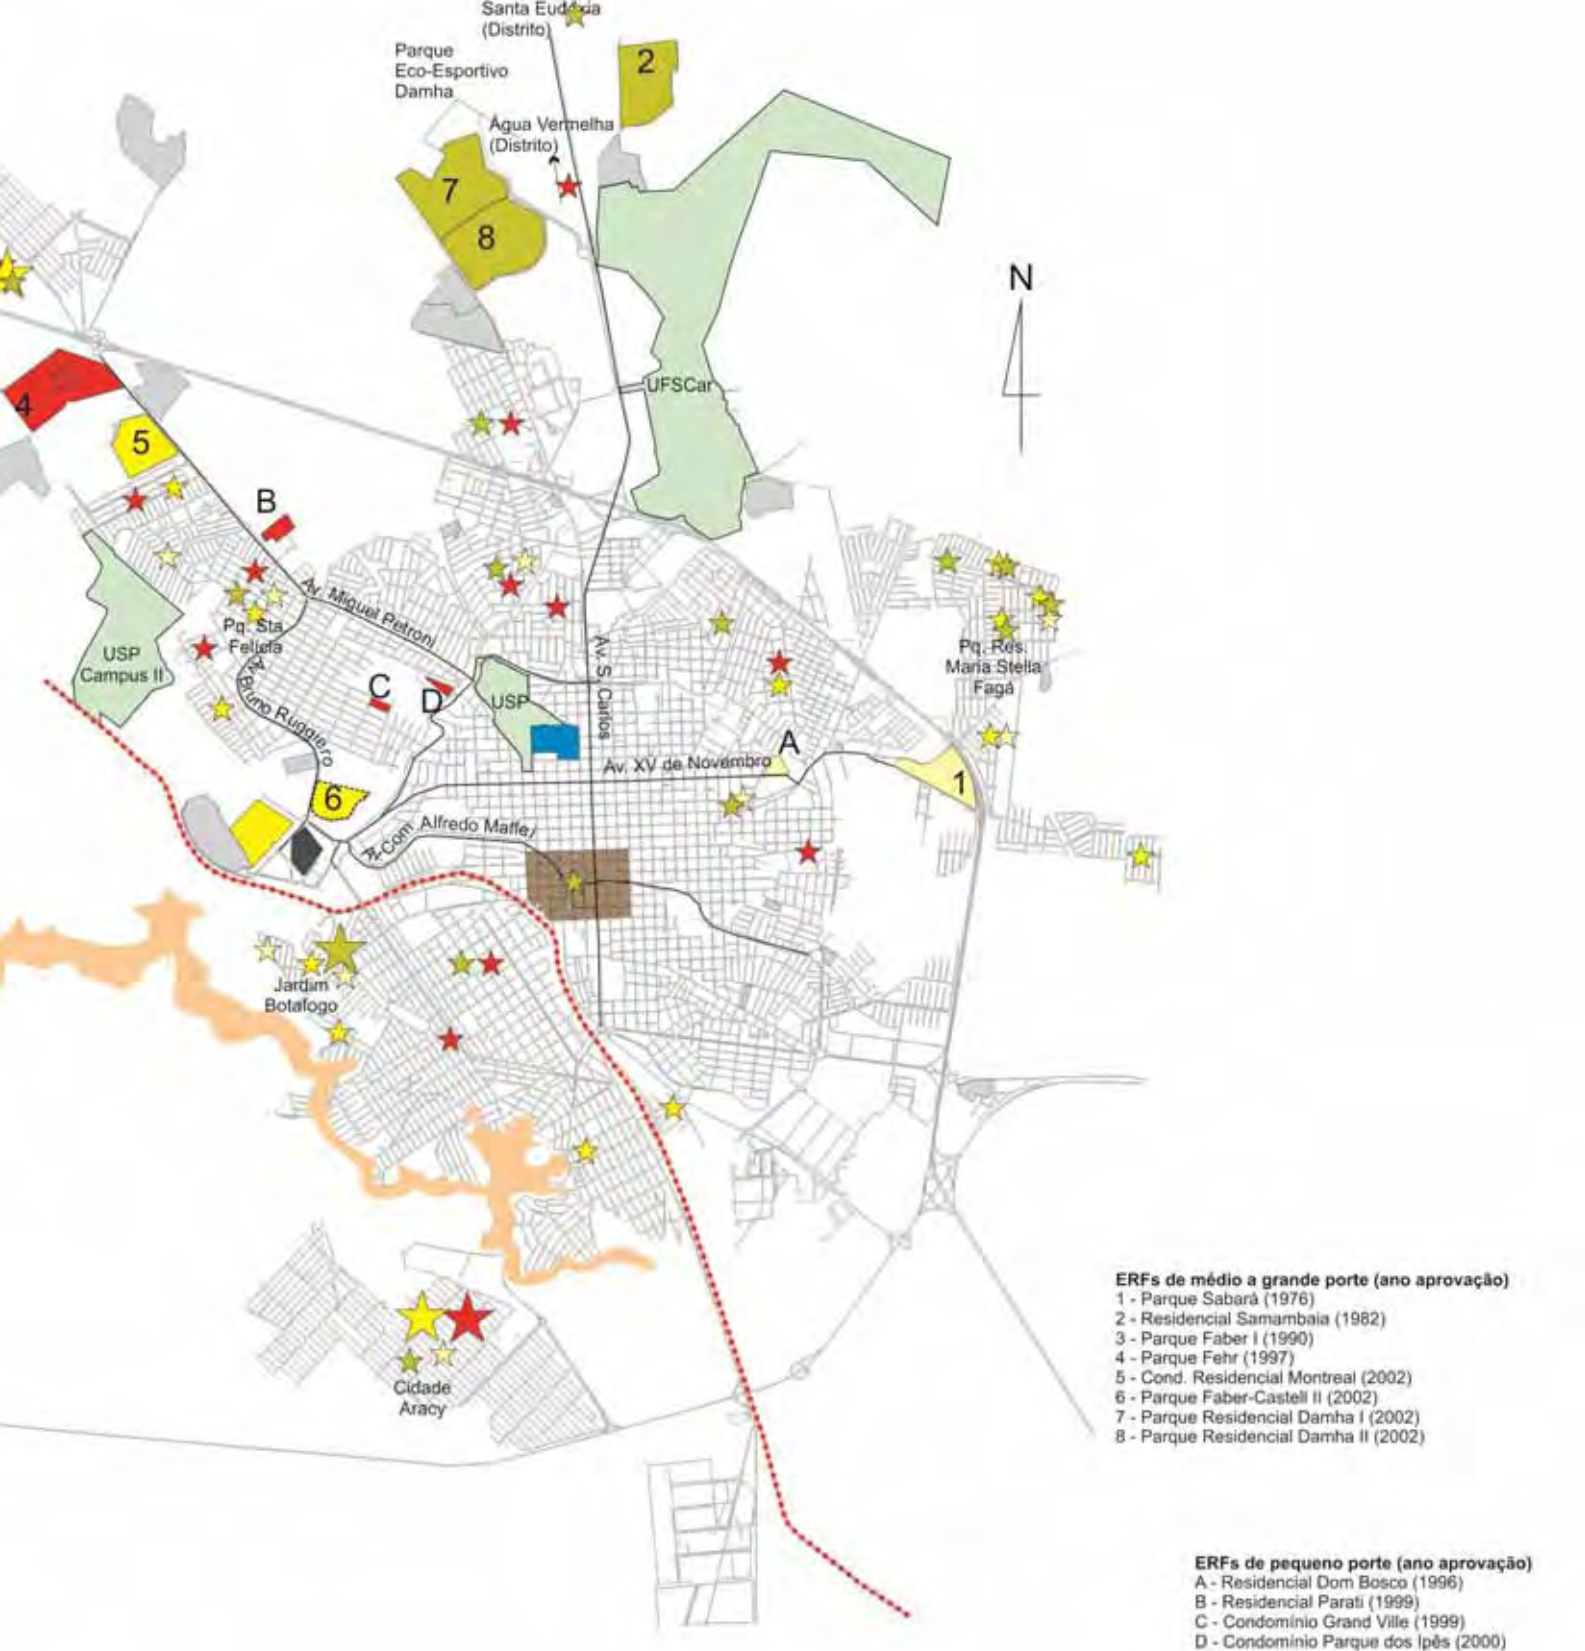 Santa Eudóxia
(Distrito)
Parque
Eco-Esportivo
Damha
2
Água Vermelha
(Distrito)
7
8
N
4
UFSCar
5
B
Av. Miguel Petroni
Pq. Sta
Felícia
USP
Campus II
Av. Bruno Ruggiero
C
D
USP
Av. S. Carlos
Pq. Res.
Maria Stella
Fagá
A
Av. XV de Novembro
1
6
Av. Com Alfredo Maffei
Jardim
Botafogo
Cidade
Aracy
ERFs de médio a grande porte (ano aprovação)
1 - Parque Sabará (1976)
2 - Residencial Samambaia (1982)
3 - Parque Faber I (1990)
4 - Parque Fehr (1997)
5 - Cond. Residencial Montreal (2002)
6 - Parque Faber-Castell II (2002)
7 - Parque Residencial Damha I (2002)
8 - Parque Residencial Damha II (2002)
ERFs de pequeno porte (ano aprovação)
A - Residencial Dom Bosco (1996)
B - Residencial Parati (1999)
C - Condomínio Grand Ville (1999)
D - Condomínio Parque dos Ipês (2000)